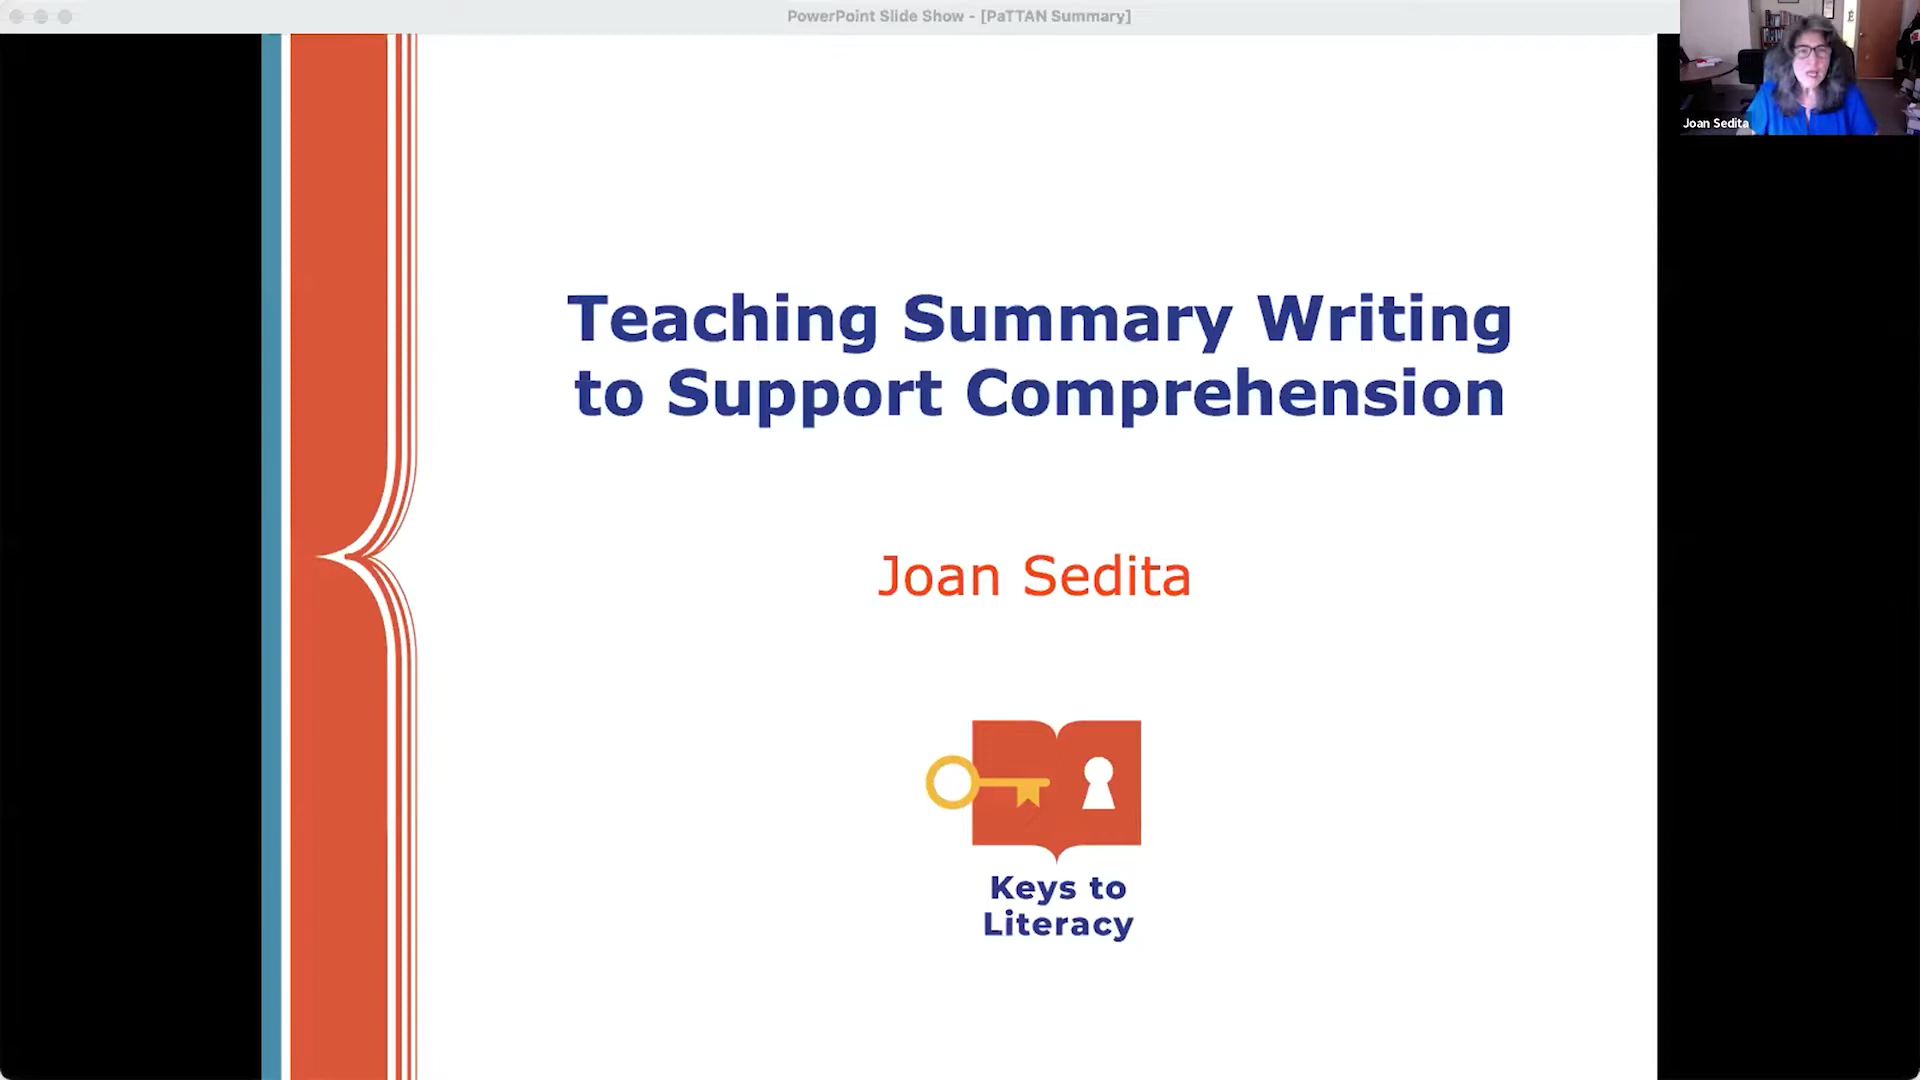 PowerPoint Slide Show - [PaTTAN Summary]
Joan Sedita
Teaching Summary Writing
to Support Comprehension
Joan Sedita
Keys to
Literacy